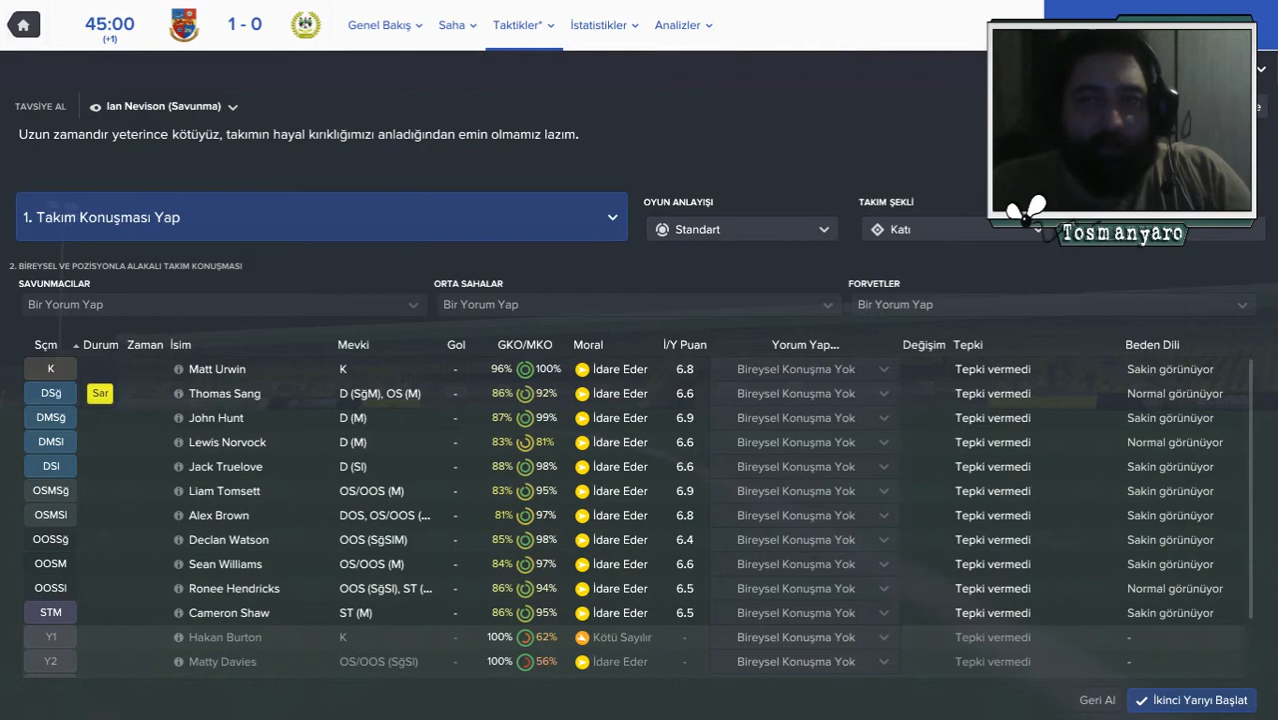 45:00
(+1)
1 - 0
Genel Bakış
Saha
Taktikler*
İstatistikler
Analizler
TAVSİYE AL
Ian Nevison (Savunma)
Uzun zamandır yeterince kötüyüz, takımın hayal kırıklığımızı anladığından emin olmamız lazım.
1. Takım Konuşması Yap
OYUN ANLAYIŞI
TAKIM ŞEKLİ
Standart
Katı
Tosmanyaro
2. BİREYSEL VE POZİSYONLA ALAKALI TAKIM KONUŞMASI
SAVUNMACILAR
ORTA SAHALAR
FORVETLER
Bir Yorum Yap
Bir Yorum Yap
Bir Yorum Yap
Sçm Durum Zaman İsim Mevki Gol GKO/MKO Moral İ/Y Puan Yorum Yap... Değişim Tepki Beden Dili
K Matt Urwin K - 96% 100% İdare Eder 6.8 Bireysel Konuşma Yok Tepki vermedi Sakin görünüyor
DSğ Sar Thomas Sang D (SğM), OS (M) - 86% 92% İdare Eder 6.6 Bireysel Konuşma Yok Tepki vermedi Normal görünüyor
DMSğ John Hunt D (M) - 87% 99% İdare Eder 6.9 Bireysel Konuşma Yok Tepki vermedi Sakin görünüyor
DMSl Lewis Norvock D (M) - 83% 81% İdare Eder 6.6 Bireysel Konuşma Yok Tepki vermedi Normal görünüyor
DSl Jack Truelove D (Sl) - 88% 98% İdare Eder 6.6 Bireysel Konuşma Yok Tepki vermedi Sakin görünüyor
OSMSğ Liam Tomsett OS/OOS (M) - 83% 95% İdare Eder 6.9 Bireysel Konuşma Yok Tepki vermedi Sakin görünüyor
OSMSl Alex Brown DOS, OS/OOS (... - 81% 97% İdare Eder 6.8 Bireysel Konuşma Yok Tepki vermedi Sakin görünüyor
OOSSğ Declan Watson OOS (SğSlM) - 85% 98% İdare Eder 6.4 Bireysel Konuşma Yok Tepki vermedi Sakin görünüyor
OOSM Sean Williams OS/OOS (M) - 84% 97% İdare Eder 6.6 Bireysel Konuşma Yok Tepki vermedi Sakin görünüyor
OOSSl Ronee Hendricks OOS (SğSl), ST (... - 86% 94% İdare Eder 6.5 Bireysel Konuşma Yok Tepki vermedi Normal görünüyor
STM Cameron Shaw ST (M) - 86% 95% İdare Eder 6.5 Bireysel Konuşma Yok Tepki vermedi Sakin görünüyor
Y1 Hakan Burton K - 100% 62% Kötü Sayılır - Bireysel Konuşma Yok Tepki vermedi -
Y2 Matty Davies OS/OOS (SğSl) - 100% 56% İdare Eder - Bireysel Konuşma Yok Tepki vermedi -
Geri Al
İkinci Yarıyı Başlat